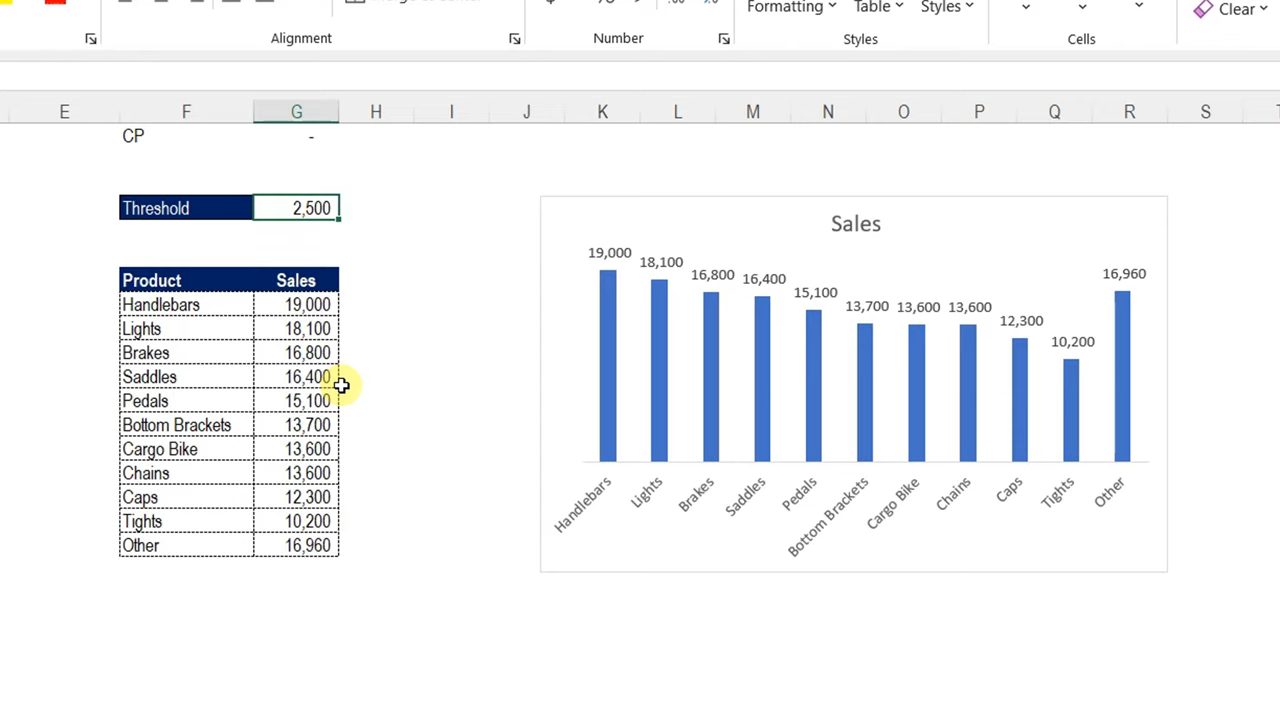 Formatting Table Styles
Clear
Alignment Number Styles Cells
E F G H I J K L M N O P Q R S
CP -
Threshold 2,500
Product Sales
Handlebars 19,000
Lights 18,100
Brakes 16,800
Saddles 16,400
Pedals 15,100
Bottom Brackets 13,700
Cargo Bike 13,600
Chains 13,600
Caps 12,300
Tights 10,200
Other 16,960
Sales
19,000 18,100 16,800 16,400 15,100 13,700 13,600 13,600 12,300 10,200 16,960
Handlebars Lights Brakes Saddles Pedals Bottom Brackets Cargo Bike Chains Caps Tights Other